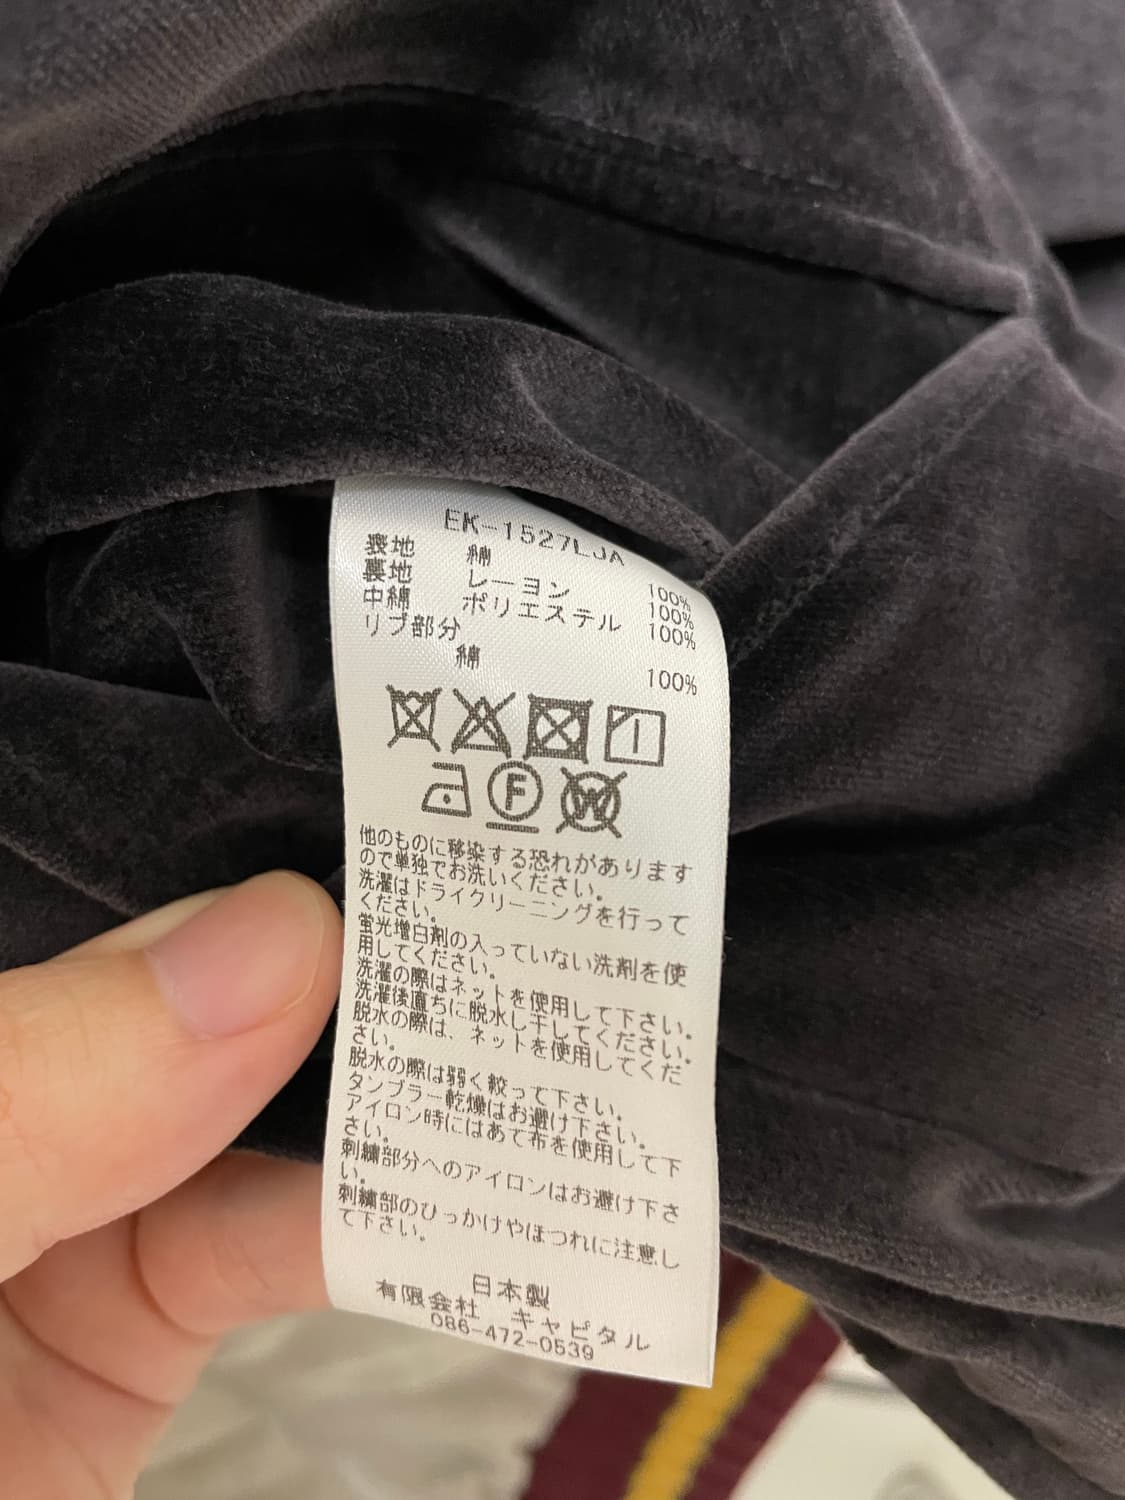 EK-1527LJA
表地 綿 100%
裏地 レーヨン 100%
中綿 ポリエステル 100%
リブ部分
綿 100%
F
W
他のものに移染する恐れがあります
ので単独でお洗いください。
洗濯はドライクリーニングを行って
ください。
蛍光増白剤の入っていない洗剤を使
用してください。
洗濯の際はネットを使用して下さい。
洗濯後直ちに脱水し干してください。
脱水の際は、ネットを使用してくだ
さい。
脱水の際は弱く絞って下さい。
タンブラー乾燥はお避け下さい。
アイロン時にはあて布を使用して下
さい。
刺繍部分へのアイロンはお避け下さ
い。
刺繍部のひっかけやほつれに注意し
て下さい。
日本製
有限会社 キャピタル
086-472-0539